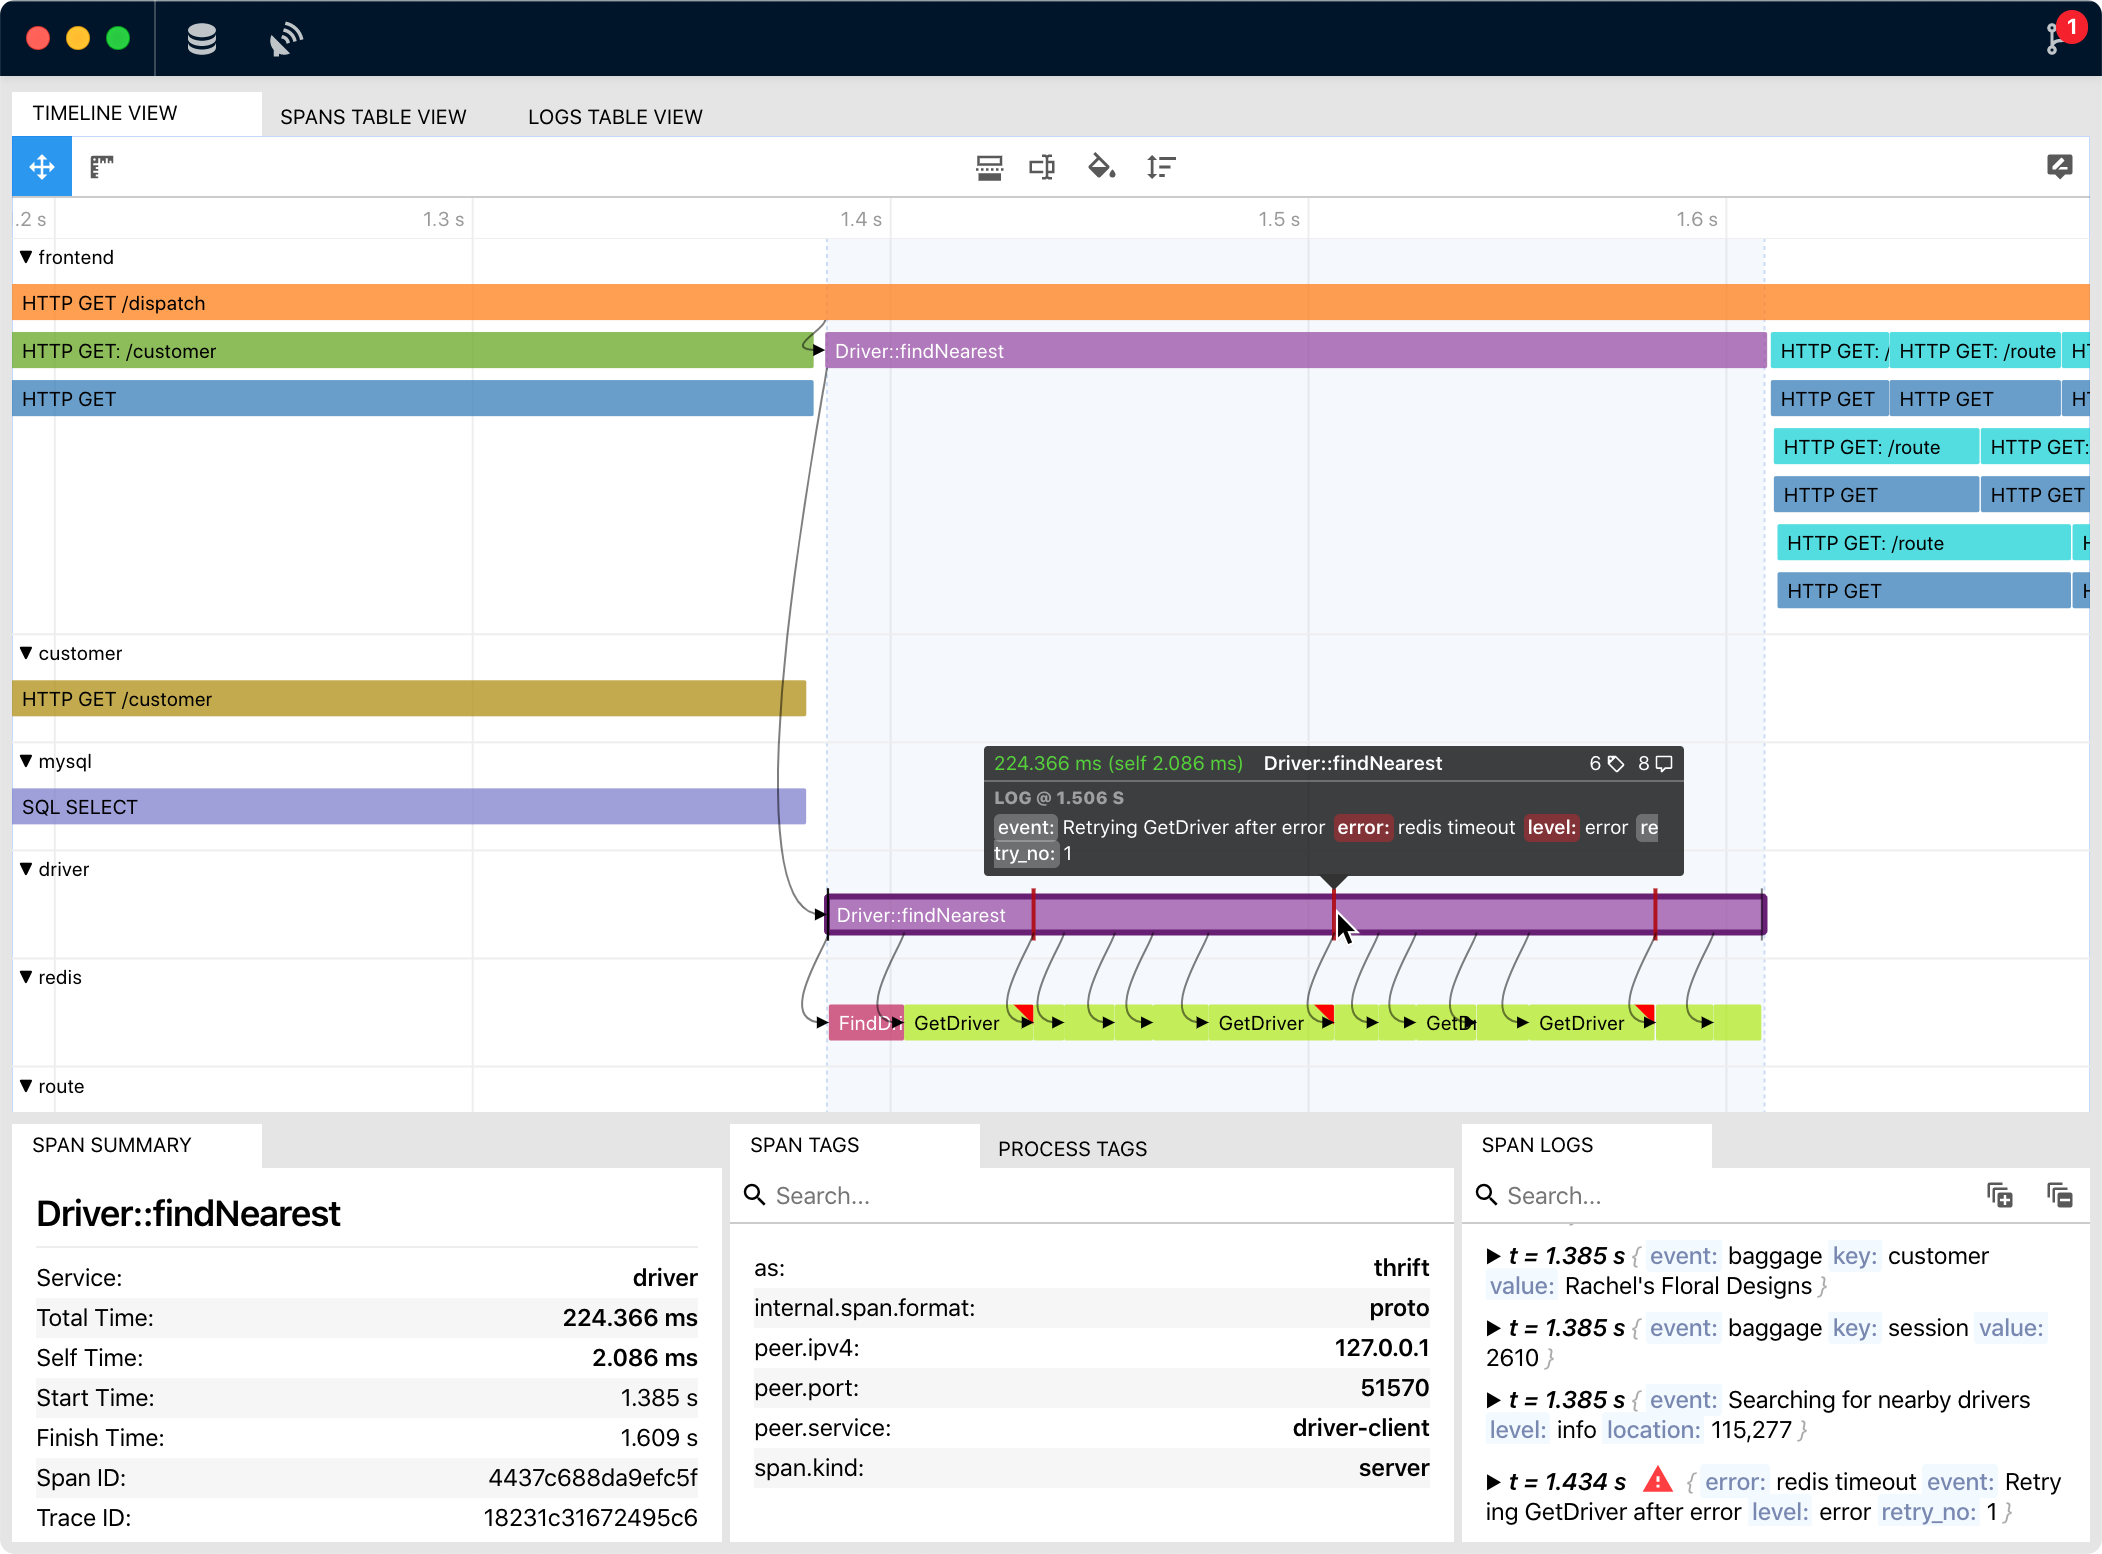 1
TIMELINE VIEW
SPANS TABLE VIEW
LOGS TABLE VIEW
.2 s
1.3 s
1.4 s
1.5 s
1.6 s
▼ frontend
HTTP GET /dispatch
HTTP GET: /customer
Driver::findNearest
HTTP GET: /
HTTP GET: /route
HTTP GET
HTTP GET
HTTP GET
HTTP GET: /route
HTTP GET:
HTTP GET
HTTP GET
HTTP GET: /route
HTTP GET
▼ customer
HTTP GET /customer
▼ mysql
SQL SELECT
224.366 ms (self 2.086 ms) Driver::findNearest 6 8
LOG @ 1.506 S
event: Retrying GetDriver after error error: redis timeout level: error re
try_no: 1
▼ driver
Driver::findNearest
▼ redis
GetDriver
GetDriver
GetDriver
▼ route
SPAN SUMMARY
Driver::findNearest
Service: driver
Total Time: 224.366 ms
Self Time: 2.086 ms
Start Time: 1.385 s
Finish Time: 1.609 s
Span ID: 4437c688da9efc5f
Trace ID: 18231c31672495c6
SPAN TAGS
PROCESS TAGS
Search...
as: thrift
internal.span.format: proto
peer.ipv4: 127.0.0.1
peer.port: 51570
peer.service: driver-client
span.kind: server
SPAN LOGS
Search...
▶ t = 1.385 s { event: baggage key: customer
value: Rachel's Floral Designs }
▶ t = 1.385 s { event: baggage key: session value:
2610 }
▶ t = 1.385 s { event: Searching for nearby drivers
level: info location: 115,277 }
▶ t = 1.434 s { error: redis timeout event: Retry
ing GetDriver after error level: error retry_no: 1 }